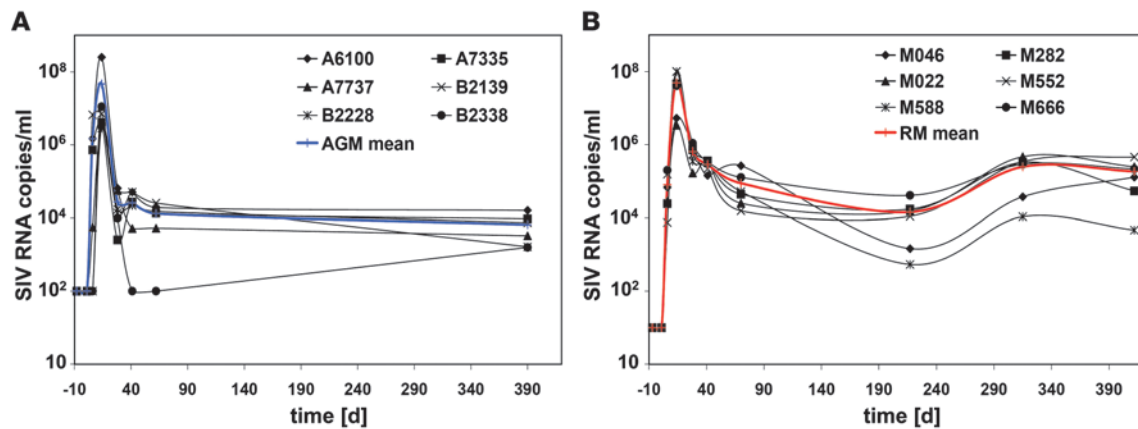 A
SIV RNA copies/ml
10⁸
10⁶
10⁴
10²
10
A6100 A7335
A7737 B2139
B2228 B2338
AGM mean
-10 40 90 140 190 240 290 340 390
time [d]
B
SIV RNA copies/ml
10⁸
10⁶
10⁴
10²
10
M046 M282
M022 M552
M588 M666
RM mean
-10 40 90 140 190 240 290 340 390
time [d]